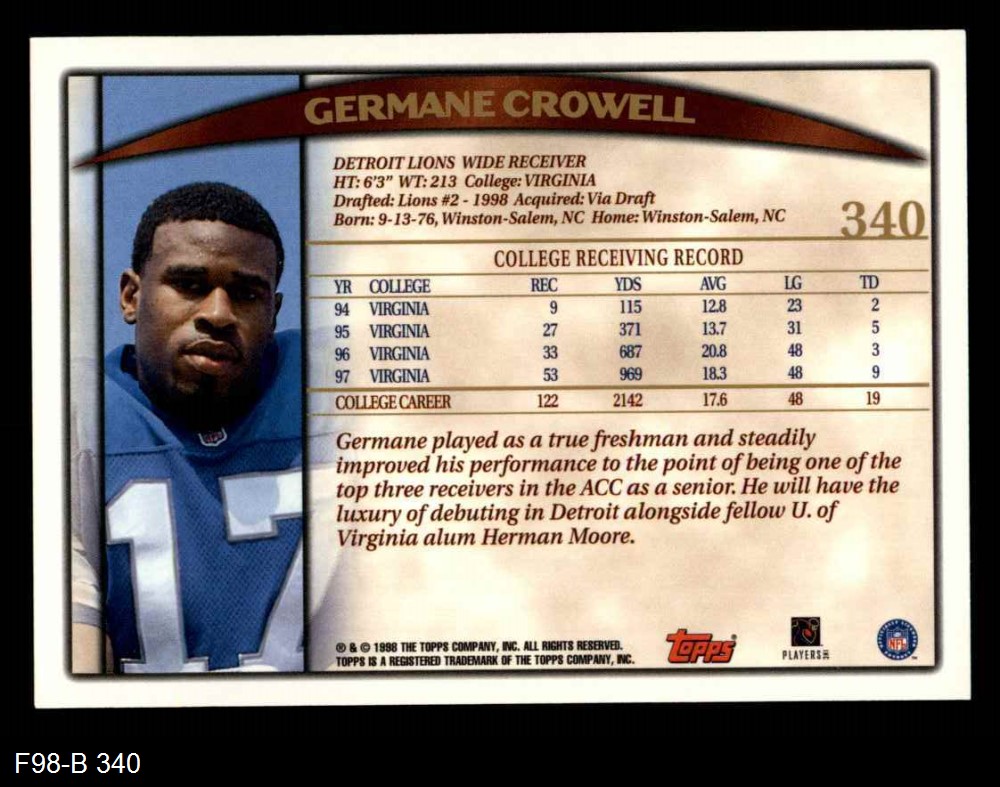 GERMANE CROWELL
DETROIT LIONS WIDE RECEIVER
HT: 6'3" WT: 213 College: VIRGINIA
Drafted: Lions #2 - 1998 Acquired: Via Draft
Born: 9-13-76, Winston-Salem, NC Home: Winston-Salem, NC
340
COLLEGE RECEIVING RECORD
YR COLLEGE REC YDS AVG LG TD
94 VIRGINIA 9 115 12.8 23 2
95 VIRGINIA 27 371 13.7 31 5
96 VIRGINIA 33 687 20.8 48 3
97 VIRGINIA 53 969 18.3 48 9
COLLEGE CAREER 122 2142 17.6 48 19
Germane played as a true freshman and steadily
improved his performance to the point of being one of the
top three receivers in the ACC as a senior. He will have the
luxury of debuting in Detroit alongside fellow U. of
Virginia alum Herman Moore.
17
® & © 1998 THE TOPPS COMPANY, INC. ALL RIGHTS RESERVED.
TOPPS IS A REGISTERED TRADEMARK OF THE TOPPS COMPANY, INC.
Topps®
PLAYERS
NFL
F98-B 340